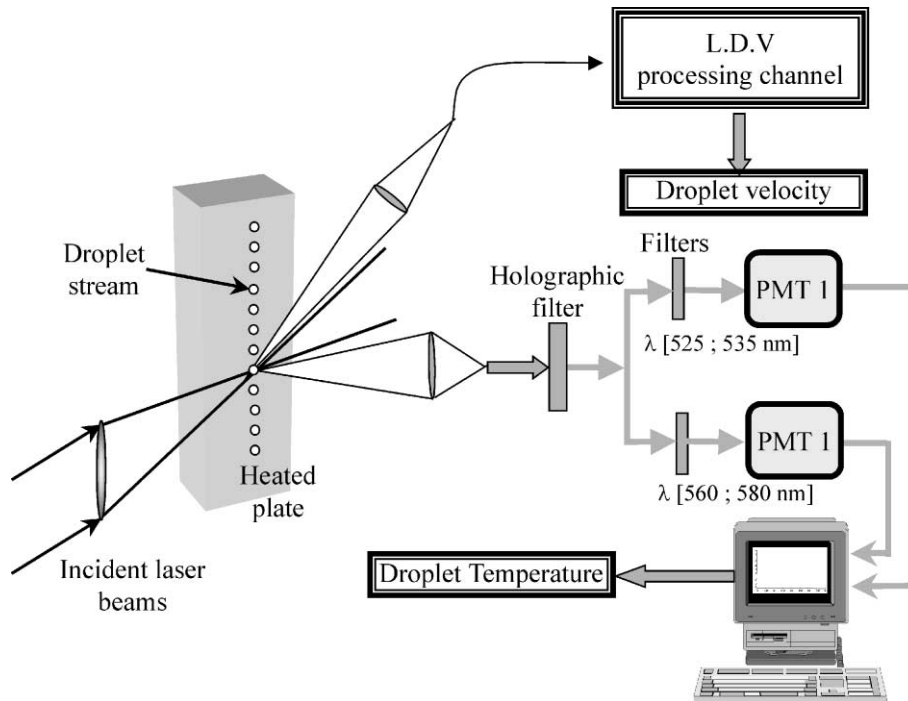 L.D.V
processing channel
Droplet velocity
Droplet
stream
Holographic
filter
Filters
PMT 1
λ [525 ; 535 nm]
PMT 1
λ [560 ; 580 nm]
Heated
plate
Incident laser
beams
Droplet Temperature